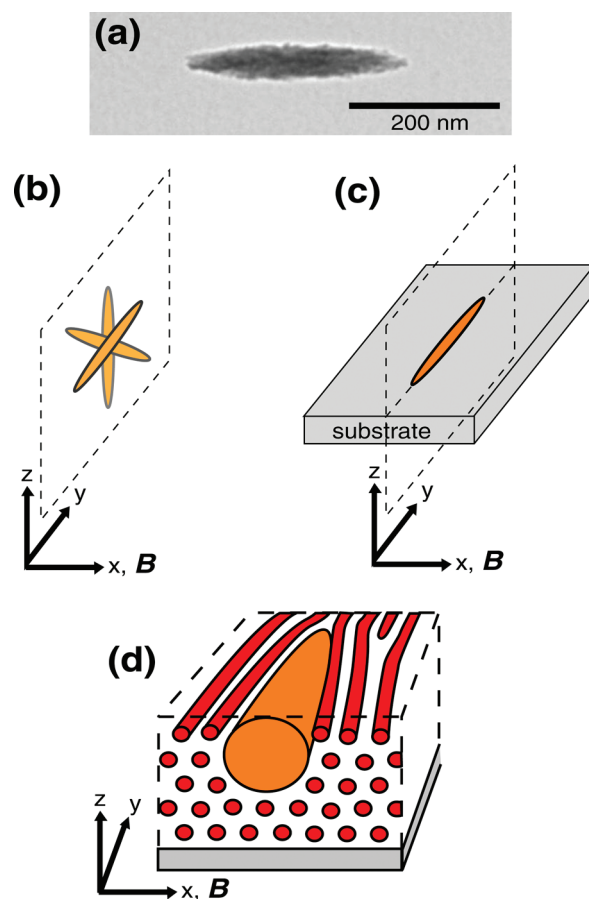 (a)
200 nm
(b)
(c)
substrate
z
y
x, B
z
y
x, B
(d)
z
y
x, B